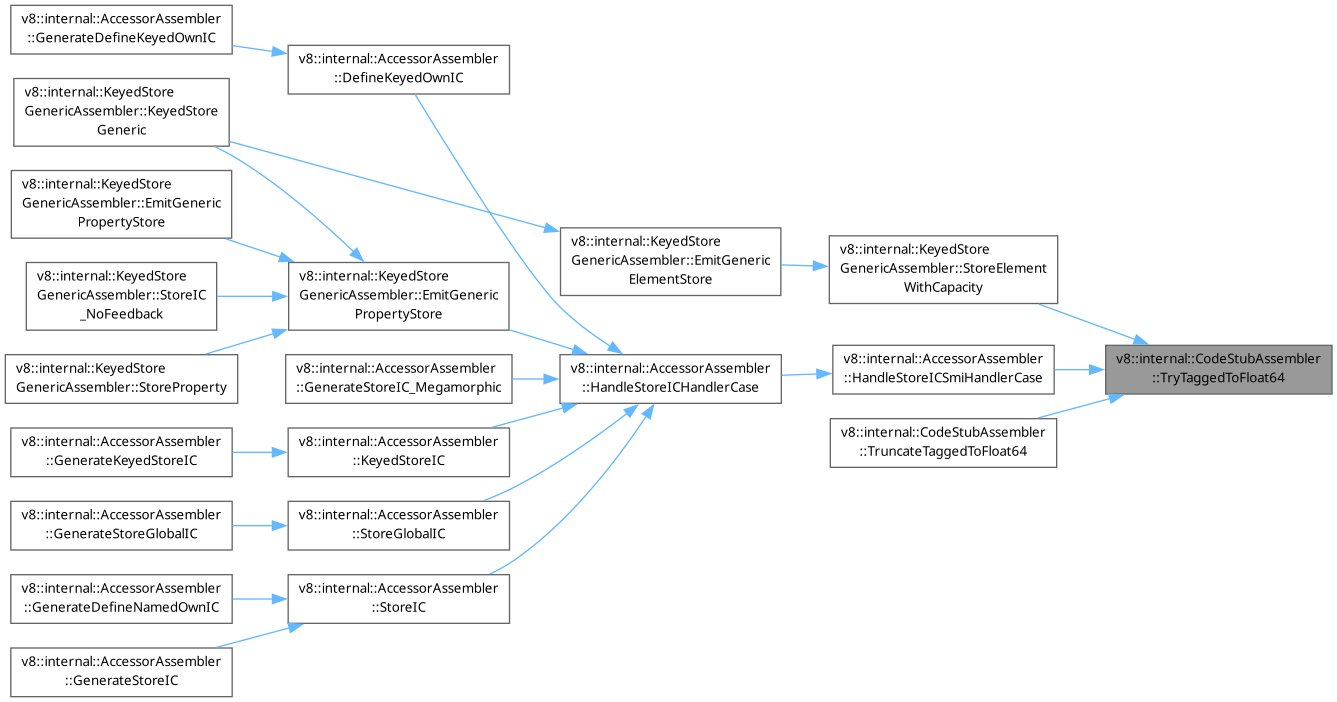 v8::internal::AccessorAssembler
::GenerateDefineKeyedOwnIC
v8::internal::KeyedStore
GenericAssembler::KeyedStore
Generic
v8::internal::KeyedStore
GenericAssembler::EmitGeneric
PropertyStore
v8::internal::KeyedStore
GenericAssembler::StoreIC
_NoFeedback
v8::internal::KeyedStore
GenericAssembler::StoreProperty
v8::internal::AccessorAssembler
::GenerateKeyedStoreIC
v8::internal::AccessorAssembler
::GenerateStoreGlobalIC
v8::internal::AccessorAssembler
::GenerateDefineNamedOwnIC
v8::internal::AccessorAssembler
::GenerateStoreIC
v8::internal::AccessorAssembler
::DefineKeyedOwnIC
v8::internal::KeyedStore
GenericAssembler::EmitGeneric
PropertyStore
v8::internal::AccessorAssembler
::GenerateStoreIC_Megamorphic
v8::internal::AccessorAssembler
::KeyedStoreIC
v8::internal::AccessorAssembler
::StoreGlobalIC
v8::internal::AccessorAssembler
::StoreIC
v8::internal::KeyedStore
GenericAssembler::EmitGeneric
ElementStore
v8::internal::AccessorAssembler
::HandleStoreICHandlerCase
v8::internal::KeyedStore
GenericAssembler::StoreElement
WithCapacity
v8::internal::AccessorAssembler
::HandleStoreICSmiHandlerCase
v8::internal::CodeStubAssembler
::TruncateTaggedToFloat64
v8::internal::CodeStubAssembler
::TryTaggedToFloat64